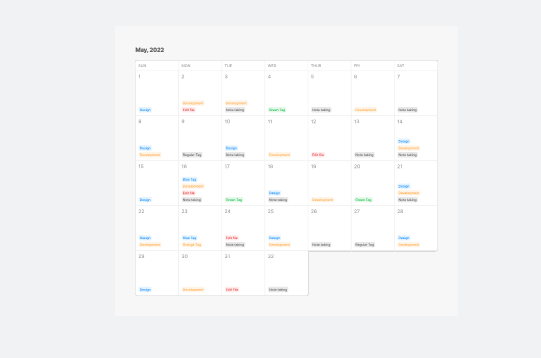 May, 2022
SUN MON TUE WED THUR FRI SAT
1 2 3 4 5 6 7
Development Development
Design Edit file Note taking Green Tag Note taking Development Note taking
8 9 10 11 12 13 14
Design Design Design Development
Development Regular Tag Note taking Development Edit file Note taking Note taking
15 16 17 18 19 20 21
Blue Tag
Development Design Design
Edit file Development
Design Note taking Green Tag Note taking Development Green Tag Note taking
22 23 24 25 26 27 28
Design Blue Tag Edit file Design Design
Development Orange Tag Note taking Development Note taking Regular Tag Development
29 30 31 32
Design Development Edit file Note taking